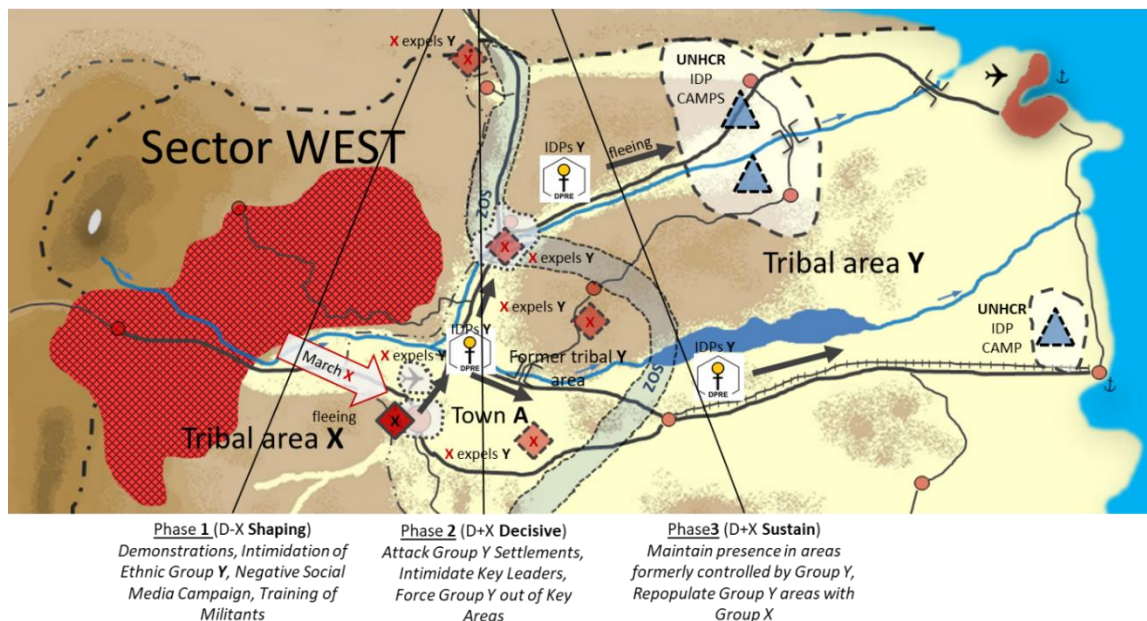 X expels Y
UNHCR
IDP
CAMPS
Sector WEST
IDPs Y
fleeing
DPRE
ZOS
X
X
X expels Y
Tribal area Y
X expels Y
UNHCR
IDP
CAMP
IDPs Y
DPRE
X
March X
X expels Y
Former tribal Y
area
IDPs Y
DPRE
ZOS
fleeing
X
Town A
Tribal area X
X
X expels Y
Phase 1 (D-X Shaping)
Demonstrations, Intimidation of
Ethnic Group Y, Negative Social
Media Campaign, Training of
Militants
Phase 2 (D+X Decisive)
Attack Group Y Settlements,
Intimidate Key Leaders,
Force Group Y out of Key
Areas
Phase3 (D+X Sustain)
Maintain presence in areas
formerly controlled by Group Y,
Repopulate Group Y areas with
Group X